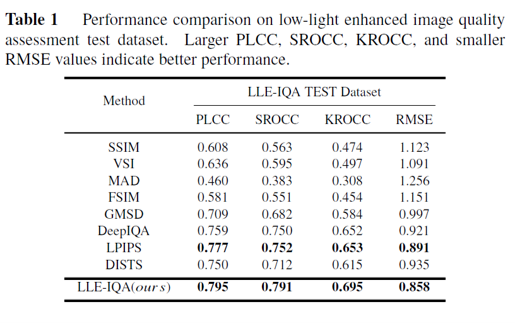 Table 1 Performance comparison on low-light enhanced image quality
assessment test dataset. Larger PLCC, SROCC, KROCC, and smaller
RMSE values indicate better performance.
Method LLE-IQA TEST Dataset
PLCC SROCC KROCC RMSE
SSIM 0.608 0.563 0.474 1.123
VSI 0.636 0.595 0.497 1.091
MAD 0.460 0.383 0.308 1.256
FSIM 0.581 0.551 0.454 1.151
GMSD 0.709 0.682 0.584 0.997
DeepIQA 0.759 0.750 0.652 0.921
LPIPS 0.777 0.752 0.653 0.891
DISTS 0.750 0.712 0.615 0.935
LLE-IQA(ours) 0.795 0.791 0.695 0.858